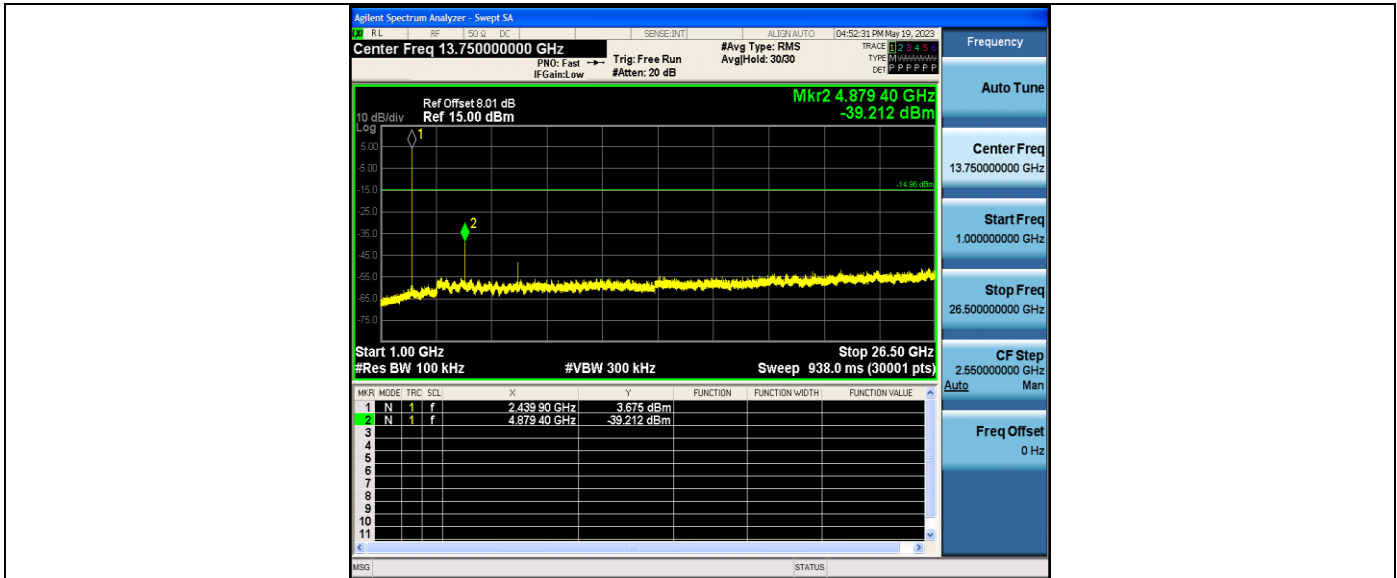 Agilent Spectrum Analyzer - Swept SA
RL RF 50 Ω DC SENSE:INT ALIGN AUTO 04:52:31 PM May 19, 2023
Center Freq 13.750000000 GHz
PNO: Fast
IFGain:Low
Trig: Free Run
#Atten: 20 dB
#Avg Type: RMS
Avg|Hold: 30/30
TRACE 1 2 3 4 5 6
TYPE M WWWWW
DET P P P P P P
Mkr2 4.879 40 GHz
-39.212 dBm
Ref Offset 8.01 dB
10 dB/div Ref 15.00 dBm
Log
1
5.00
-5.00
-15.0
-14.96 dBm
-25.0
2
-35.0
-45.0
-55.0
-65.0
-75.0
Start 1.00 GHz Stop 26.50 GHz
#Res BW 100 kHz #VBW 300 kHz Sweep 938.0 ms (30001 pts)
MKR MODE TRC SCL X Y FUNCTION FUNCTION WIDTH FUNCTION VALUE
1 N 1 f 2.439 90 GHz 3.675 dBm
2 N 1 f 4.879 40 GHz -39.212 dBm
3
4
5
6
7
8
9
10
11
MSG STATUS
Frequency
Auto Tune
Center Freq
13.750000000 GHz
Start Freq
1.000000000 GHz
Stop Freq
26.500000000 GHz
CF Step
2.550000000 GHz
Auto Man
Freq Offset
0 Hz